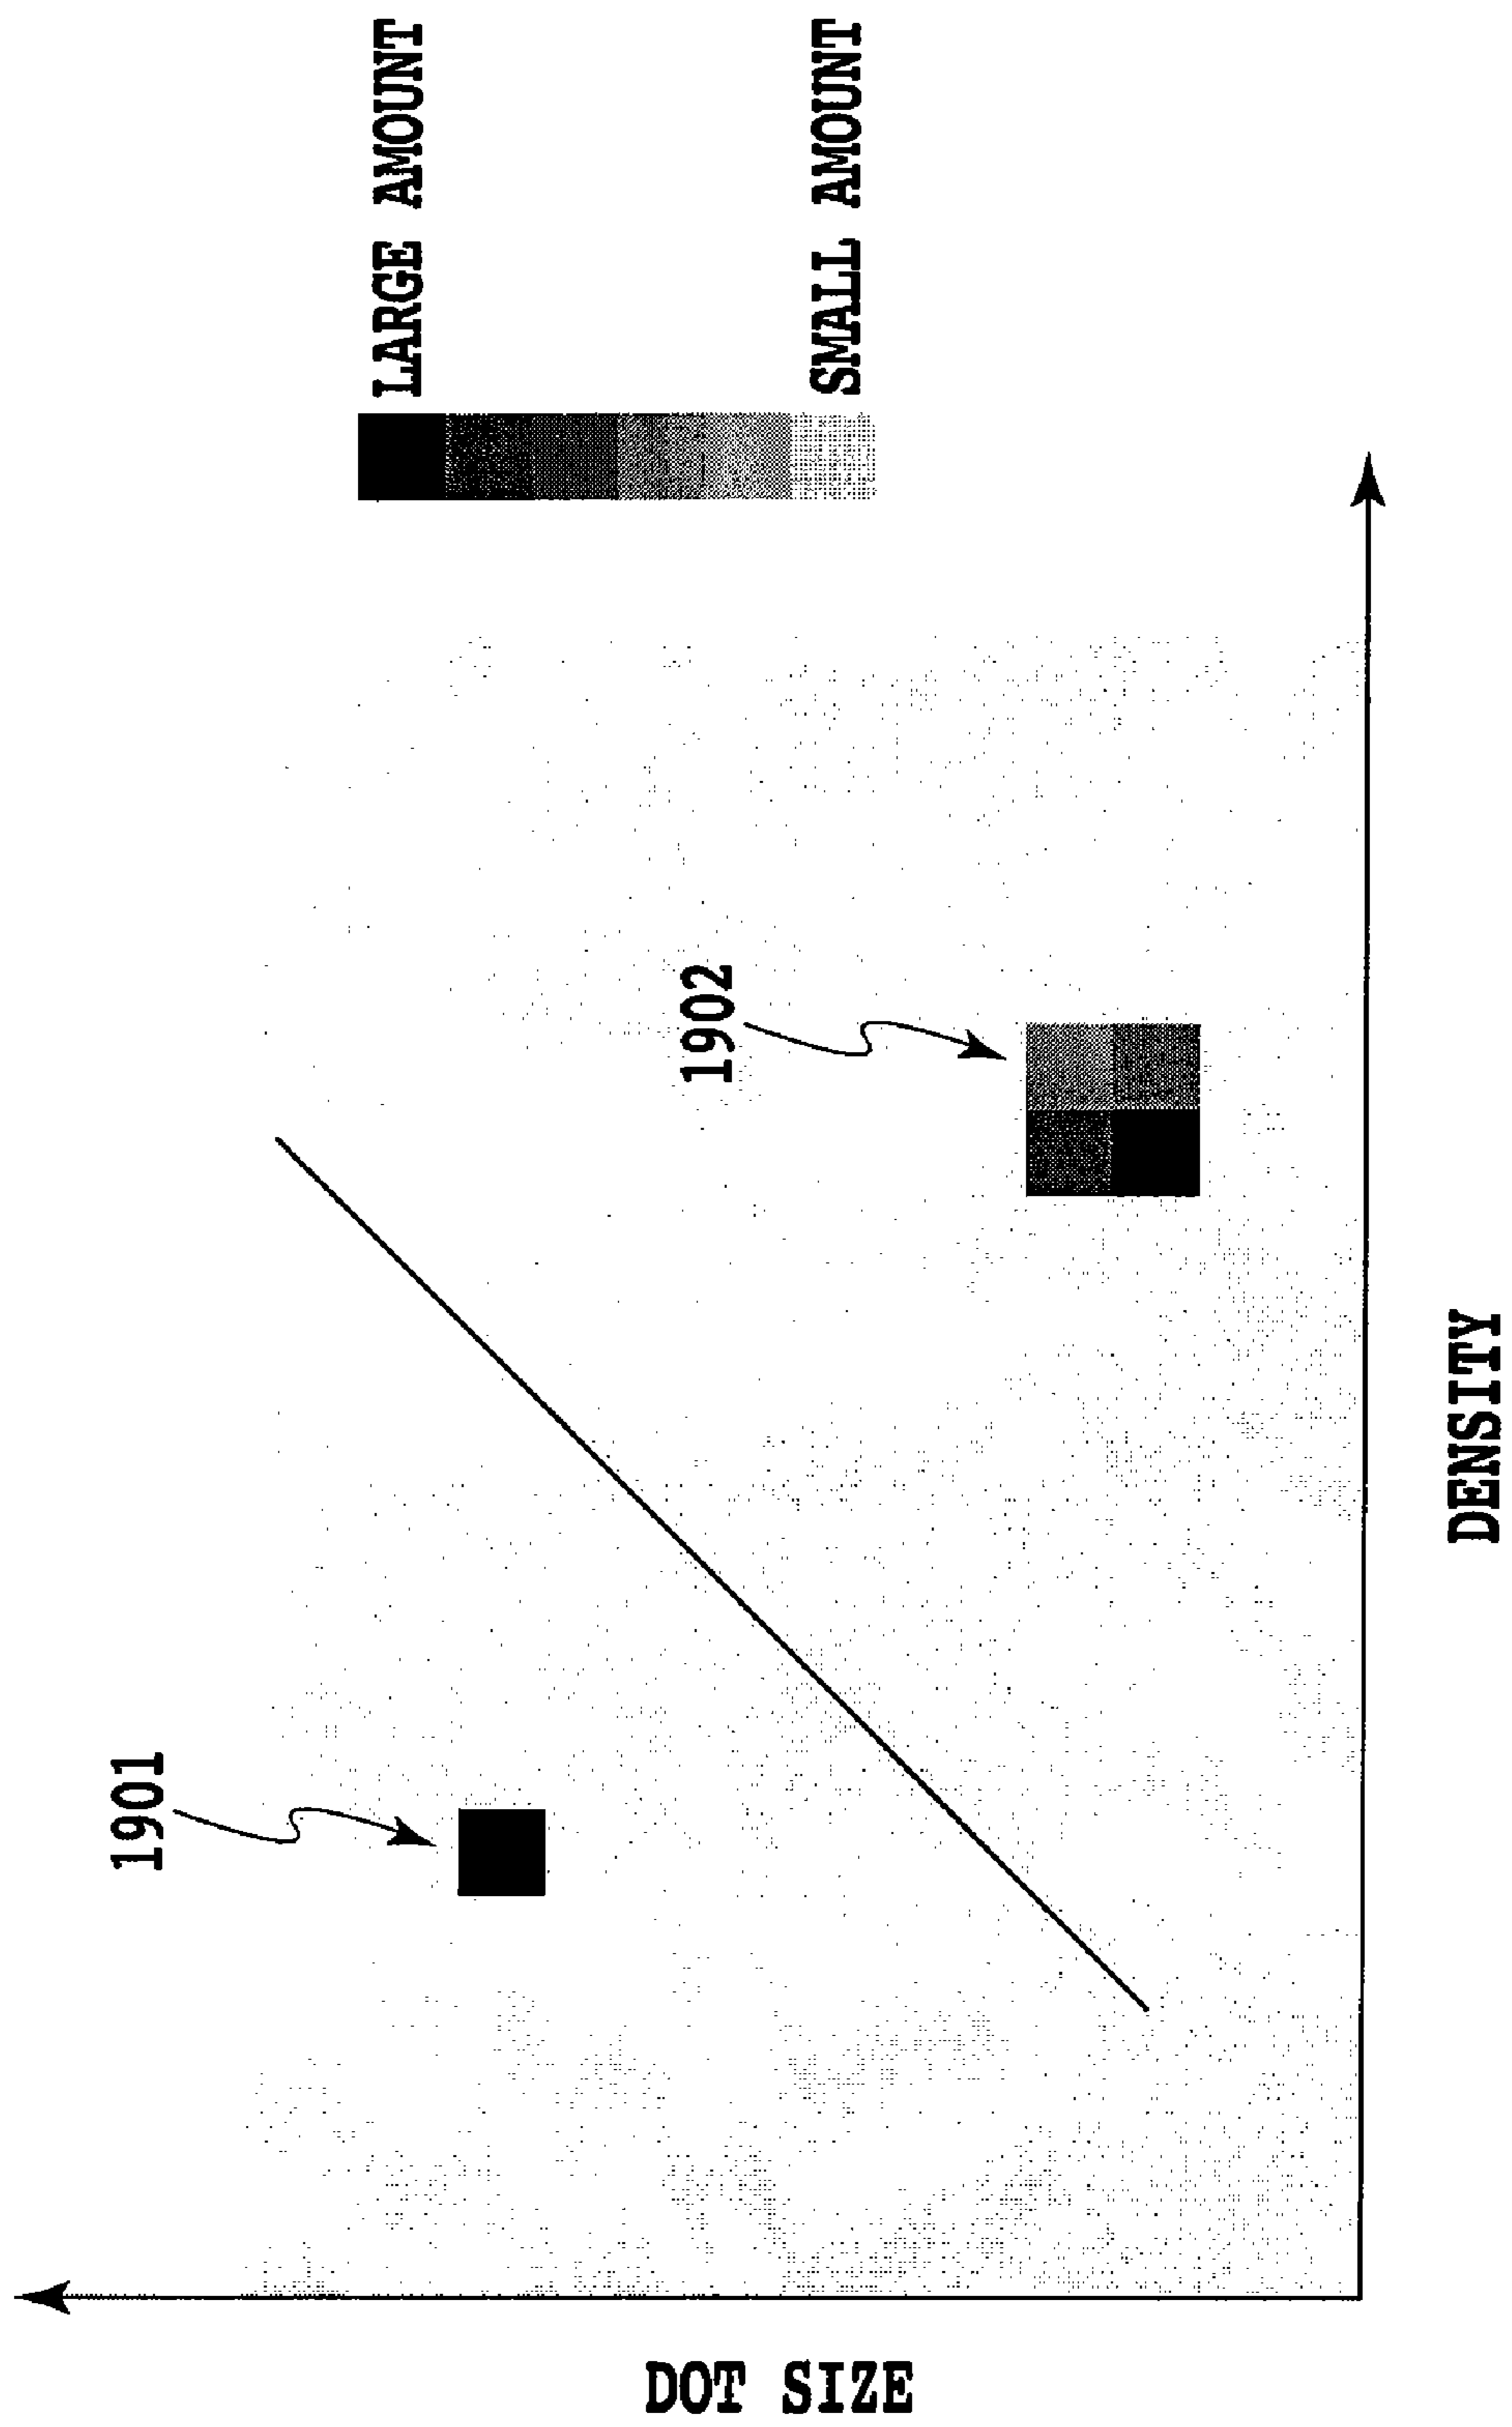 LARGE AMOUNT
SMALL AMOUNT
1901
1902
DOT SIZE
DENSITY